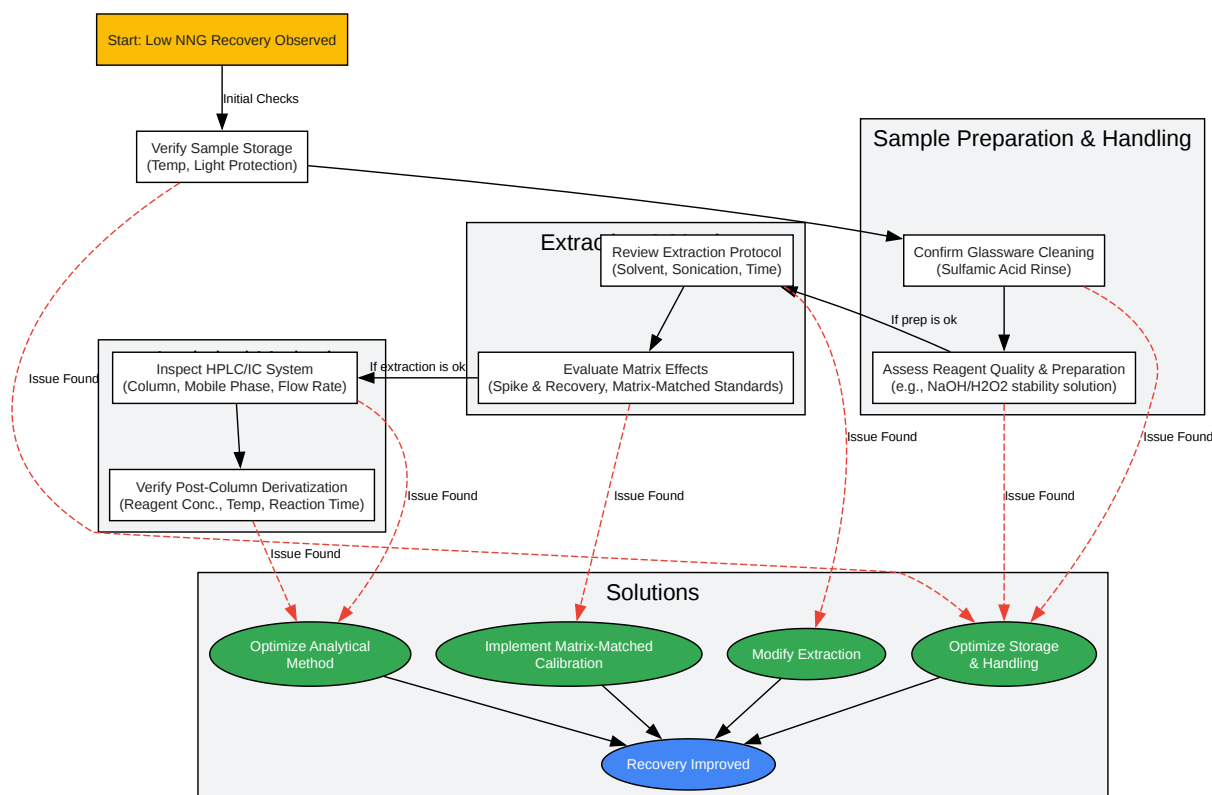 Start: Low NNG Recovery Observed
Initial Checks
Verify Sample Storage
(Temp, Light Protection)
Sample Preparation & Handling
Confirm Glassware Cleaning
(Sulfamic Acid Rinse)
Review Extraction Protocol
(Solvent, Sonication, Time)
If prep is ok
Assess Reagent Quality & Preparation
(e.g., NaOH/H2O2 stability solution)
Evaluate Matrix Effects
(Spike & Recovery, Matrix-Matched Standards)
If extraction is ok
Inspect HPLC/IC System
(Column, Mobile Phase, Flow Rate)
Issue Found
Issue Found
Issue Found
Verify Post-Column Derivatization
(Reagent Conc., Temp, Reaction Time)
Issue Found
Issue Found
Issue Found
Issue Found
Solutions
Optimize Analytical
Method
Implement Matrix-Matched
Calibration
Modify Extraction
Optimize Storage
& Handling
Recovery Improved